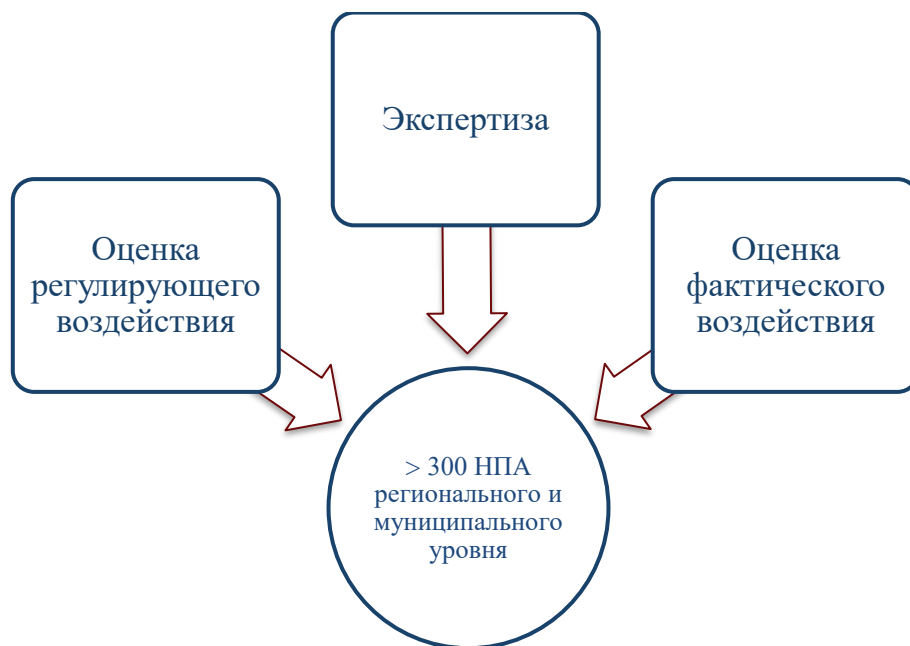 Экспертиза
Оценка
регулирующего
воздействия
Оценка
фактического
воздействия
> 300 НПА
регионального и
муниципального
уровня